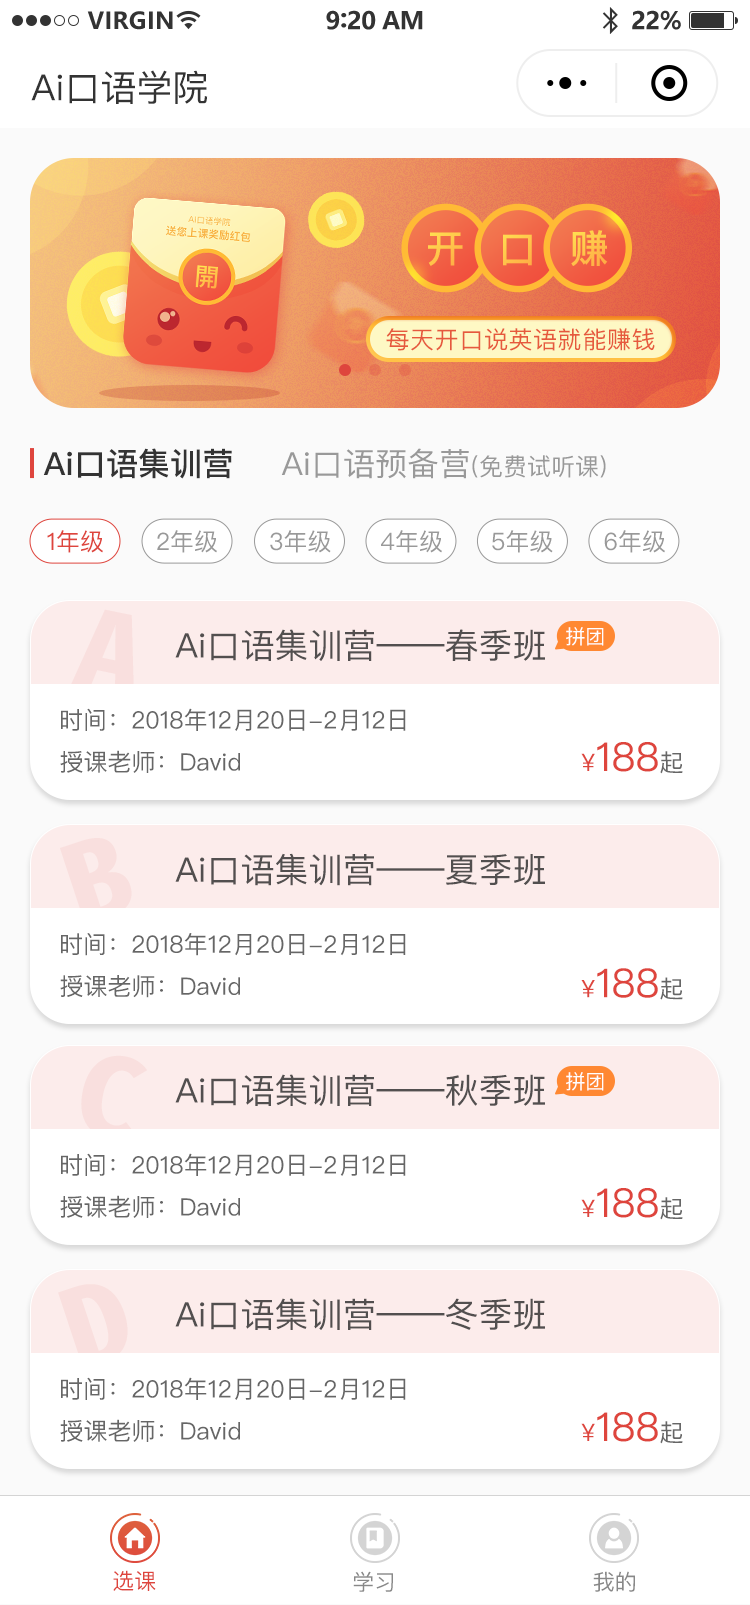 VIRGIN 9:20 AM 22%
Ai口语学院
Ai口语学院
送您上课奖励红包
開
开口赚
每天开口说英语就能赚钱
Ai口语集训营 Ai口语预备营(免费试听课)
1年级 2年级 3年级 4年级 5年级 6年级
A
Ai口语集训营——春季班 拼团
时间：2018年12月20日-2月12日
授课老师：David
¥188起
B
Ai口语集训营——夏季班
时间：2018年12月20日-2月12日
授课老师：David
¥188起
C
Ai口语集训营——秋季班 拼团
时间：2018年12月20日-2月12日
授课老师：David
¥188起
D
Ai口语集训营——冬季班
时间：2018年12月20日-2月12日
授课老师：David
¥188起
选课 学习 我的